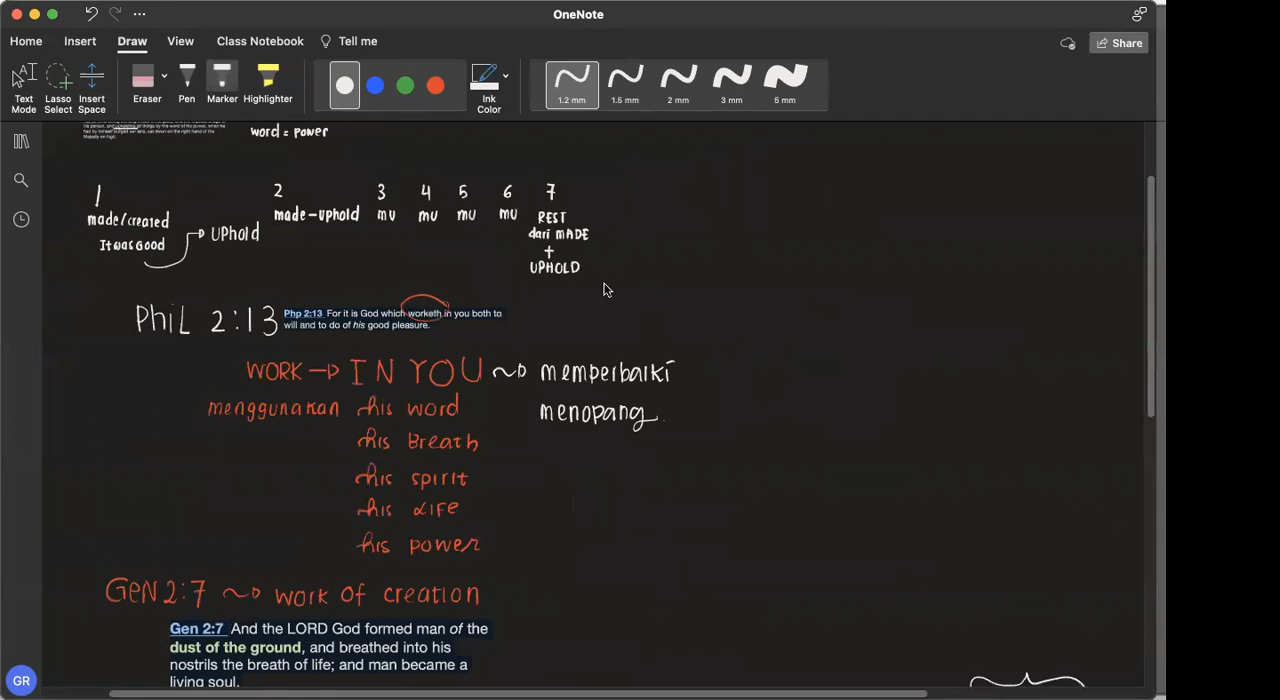 OneNote
Home Insert Draw View Class Notebook Tell me
Share
Text Mode
Lasso Select
Insert Space
Eraser
Pen
Marker
Highlighter
Ink Color
1.2 mm
1.5 mm
2 mm
3 mm
5 mm
Majesty on high:
word = power
1 2 3 4 5 6 7
made/created made-uphold mu mu mu mu REST
It was Good UPhold dari MADE
+
UPHOLD
PhiL 2:13 Php 2:13 For it is God which worketh in you both to
will and to do of his good pleasure.
WORK → IN YOU ~> memperbaiki
menggunakan his word menopang
his Breath
his spirit
his LIFE
his power
GeN 2:7 ~> work of creation
Gen 2:7 And the LORD God formed man of the
dust of the ground, and breathed into his
nostrils the breath of life; and man became a
living soul.
GR